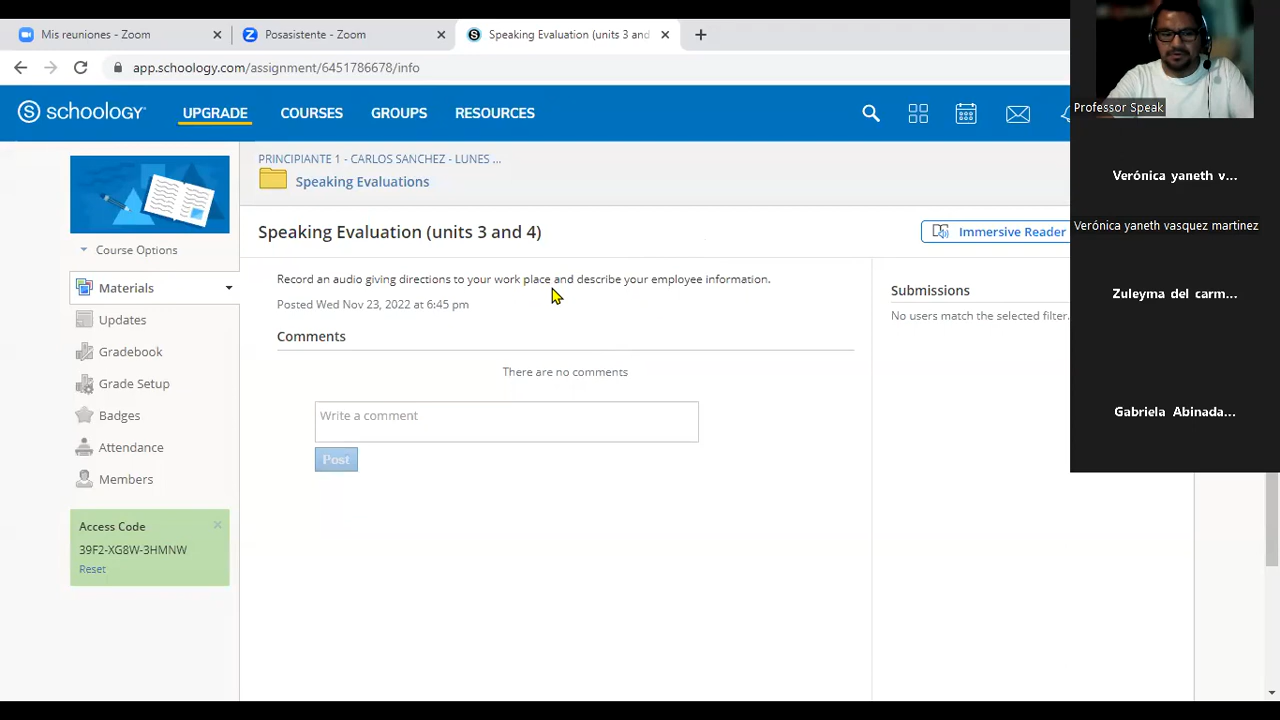 Mis reuniones - Zoom
Posasistente - Zoom
Speaking Evaluation (units 3 and
app.schoology.com/assignment/6451786678/info
Professor Speak
S schoology
UPGRADE
COURSES
GROUPS
RESOURCES
Course Options
Materials
Updates
Gradebook
Grade Setup
Badges
Attendance
Members
Access Code
39F2-XG8W-3HMNW
Reset
PRINCIPIANTE 1 - CARLOS SANCHEZ - LUNES ...
Speaking Evaluations
Speaking Evaluation (units 3 and 4)
Immersive Reader
Record an audio giving directions to your work place and describe your employee information.
Posted Wed Nov 23, 2022 at 6:45 pm
Comments
There are no comments
Write a comment
Post
Submissions
No users match the selected filter.
Verónica yaneth v...
Verónica yaneth vasquez martinez
Zuleyma del carm...
Gabriela Abinada...